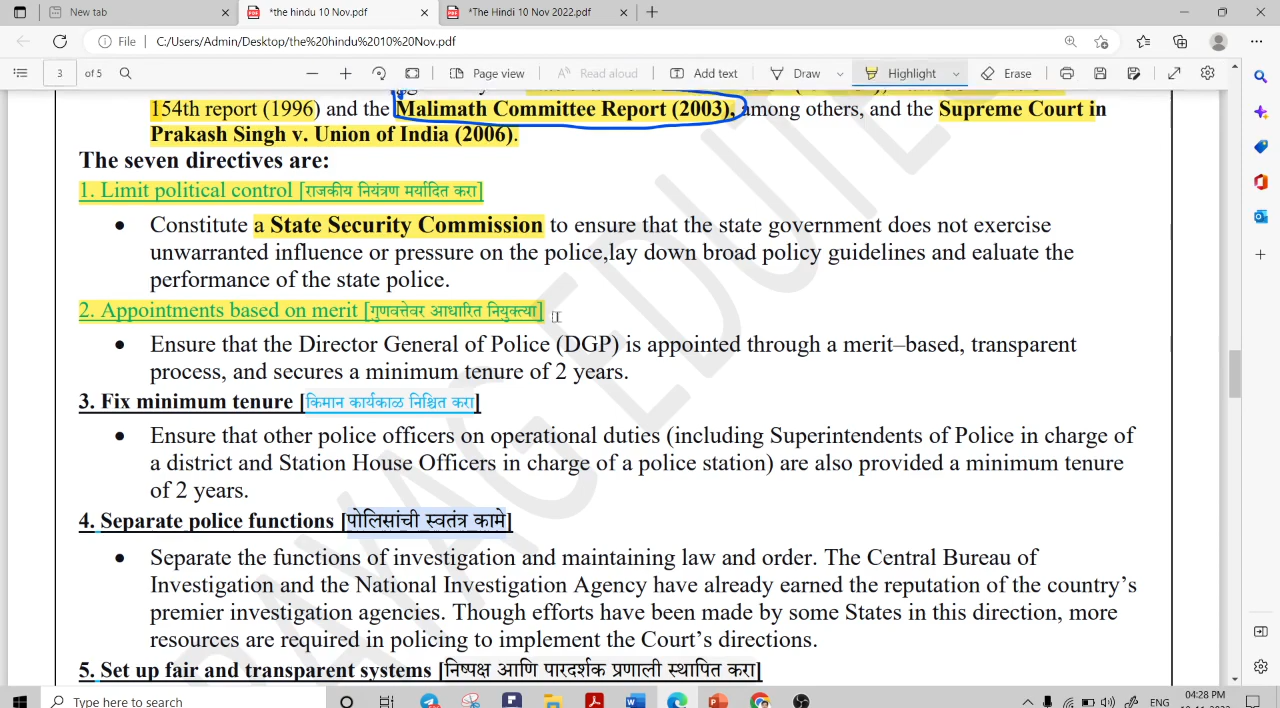 New tab
*the hindu 10 Nov.pdf
*The Hindi 10 Nov 2022.pdf
File
C:/Users/Admin/Desktop/the%20hindu%2010%20Nov.pdf
3 of 5
Page view
Read aloud
Add text
Draw
Highlight
Erase
154th report (1996) and the Malimath Committee Report (2003), among others, and the Supreme Court in
Prakash Singh v. Union of India (2006).
The seven directives are:
1. Limit political control [राजकीय नियंत्रण मर्यादित करा]
• Constitute a State Security Commission to ensure that the state government does not exercise
unwarranted influence or pressure on the police,lay down broad policy guidelines and ealuate the
performance of the state police.
2. Appointments based on merit [गुणवत्तेवर आधारित नियुक्त्या]
• Ensure that the Director General of Police (DGP) is appointed through a merit–based, transparent
process, and secures a minimum tenure of 2 years.
3. Fix minimum tenure [किमान कार्यकाळ निश्चित करा]
• Ensure that other police officers on operational duties (including Superintendents of Police in charge of
a district and Station House Officers in charge of a police station) are also provided a minimum tenure
of 2 years.
4. Separate police functions [पोलिसांची स्वतंत्र कामे]
• Separate the functions of investigation and maintaining law and order. The Central Bureau of
Investigation and the National Investigation Agency have already earned the reputation of the country's
premier investigation agencies. Though efforts have been made by some States in this direction, more
resources are required in policing to implement the Court's directions.
5. Set up fair and transparent systems [निष्पक्ष आणि पारदर्शक प्रणाली स्थापित करा]
Type here to search
ENG
04:28 PM